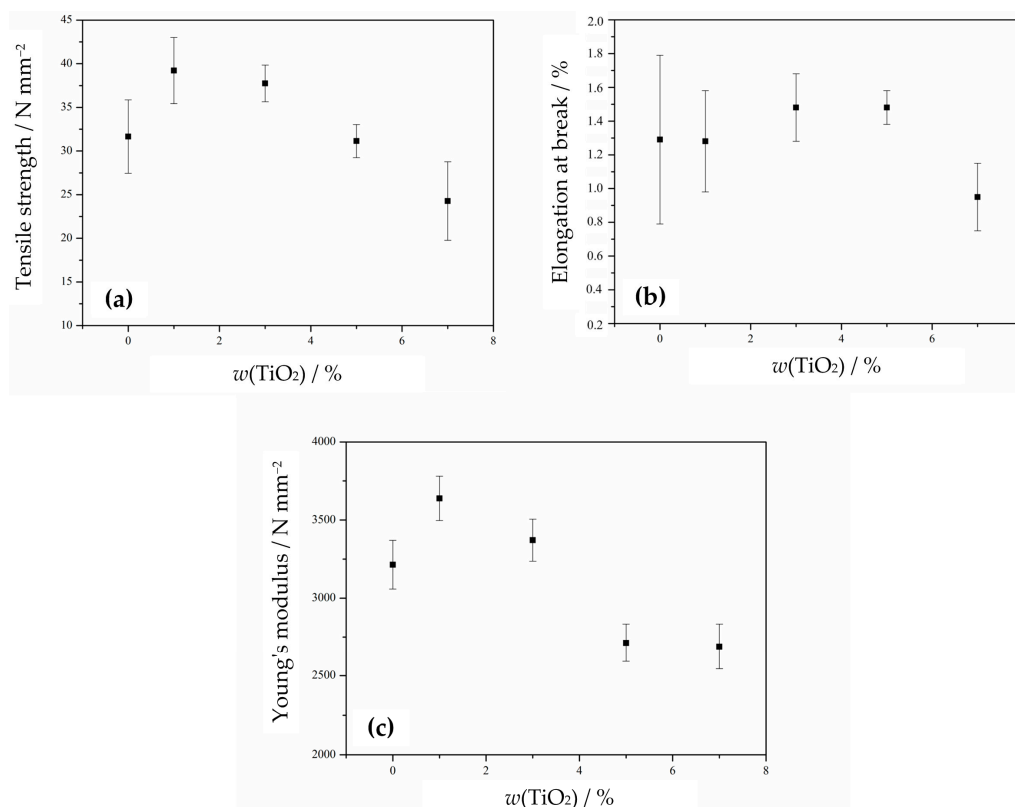 Tensile strength / N mm⁻²
45
40
35
30
25
20
15
10
(a)
0 2 4 6 8
w(TiO₂) / %
Elongation at break / %
2.0
1.8
1.6
1.4
1.2
1.0
0.8
0.6
0.4
0.2
(b)
0 2 4 6
w(TiO₂) / %
Young's modulus / N mm⁻²
4000
3500
3000
2500
2000
(c)
0 2 4 6 8
w(TiO₂) / %